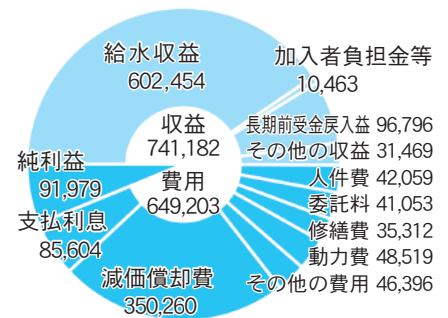 給水収益
602,454
加入者負担金等
10,463
収益
741,182
長期前受金戻入益 96,796
その他の収益 31,469
純利益
91,979
費用
649,203
人件費 42,059
委託料 41,053
修繕費 35,312
動力費 48,519
その他の費用 46,396
支払利息
85,604
減価償却費
350,260